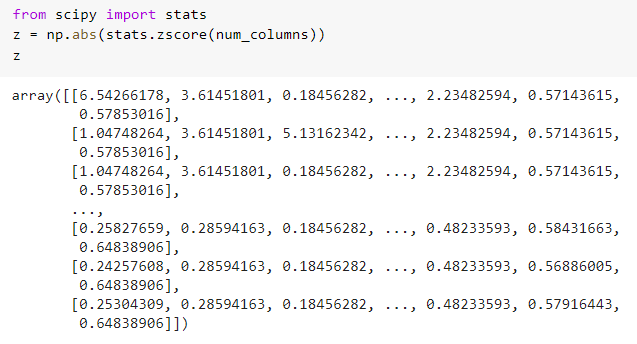 from scipy import stats
z = np.abs(stats.zscore(num_columns))
z
array([[6.54266178, 3.61451801, 0.18456282, ..., 2.23482594, 0.57143615,
0.57853016],
[1.04748264, 3.61451801, 5.13162342, ..., 2.23482594, 0.57143615,
0.57853016],
[1.04748264, 3.61451801, 0.18456282, ..., 2.23482594, 0.57143615,
0.57853016],
...,
[0.25827659, 0.28594163, 0.18456282, ..., 0.48233593, 0.58431663,
0.64838906],
[0.24257608, 0.28594163, 0.18456282, ..., 0.48233593, 0.56886005,
0.64838906],
[0.25304309, 0.28594163, 0.18456282, ..., 0.48233593, 0.57916443,
0.64838906]])